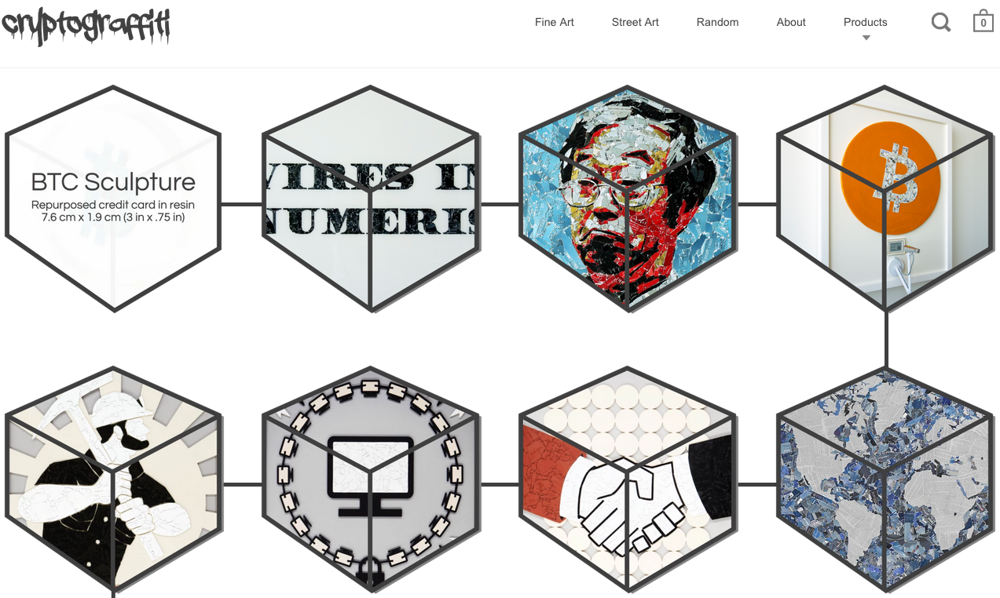 cryptograffiti
Fine Art
Street Art
Random
About
Products
0
BTC Sculpture
Repurposed credit card in resin
7.6 cm x 1.9 cm (3 in x .75 in)
VIRES IN
NUMERIS